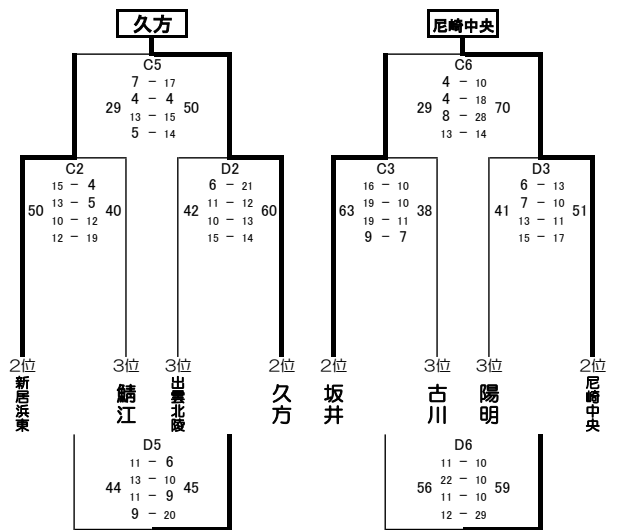 久方 尼崎中央
C5 C6
7 － 17 4 － 10
29 4 － 4 50 29 4 － 18 70
13 － 15 8 － 28
5 － 14 13 － 14
C2 D2 C3 D3
15 － 4 6 － 21 16 － 10 6 － 13
50 13 － 5 40 42 11 － 12 60 63 19 － 10 38 41 7 － 10 51
10 － 12 10 － 13 19 － 11 13 － 11
12 － 19 15 － 14 9 － 7 15 － 17
2位 3位 3位 2位 2位 3位 3位 2位
新居浜東 鯖江 出雲北陵 久方 坂井 古川 陽明 尼崎中央
D5 D6
11 － 6 11 － 10
44 13 － 10 45 56 22 － 10 59
11 － 9 11 － 10
9 － 20 12 － 29